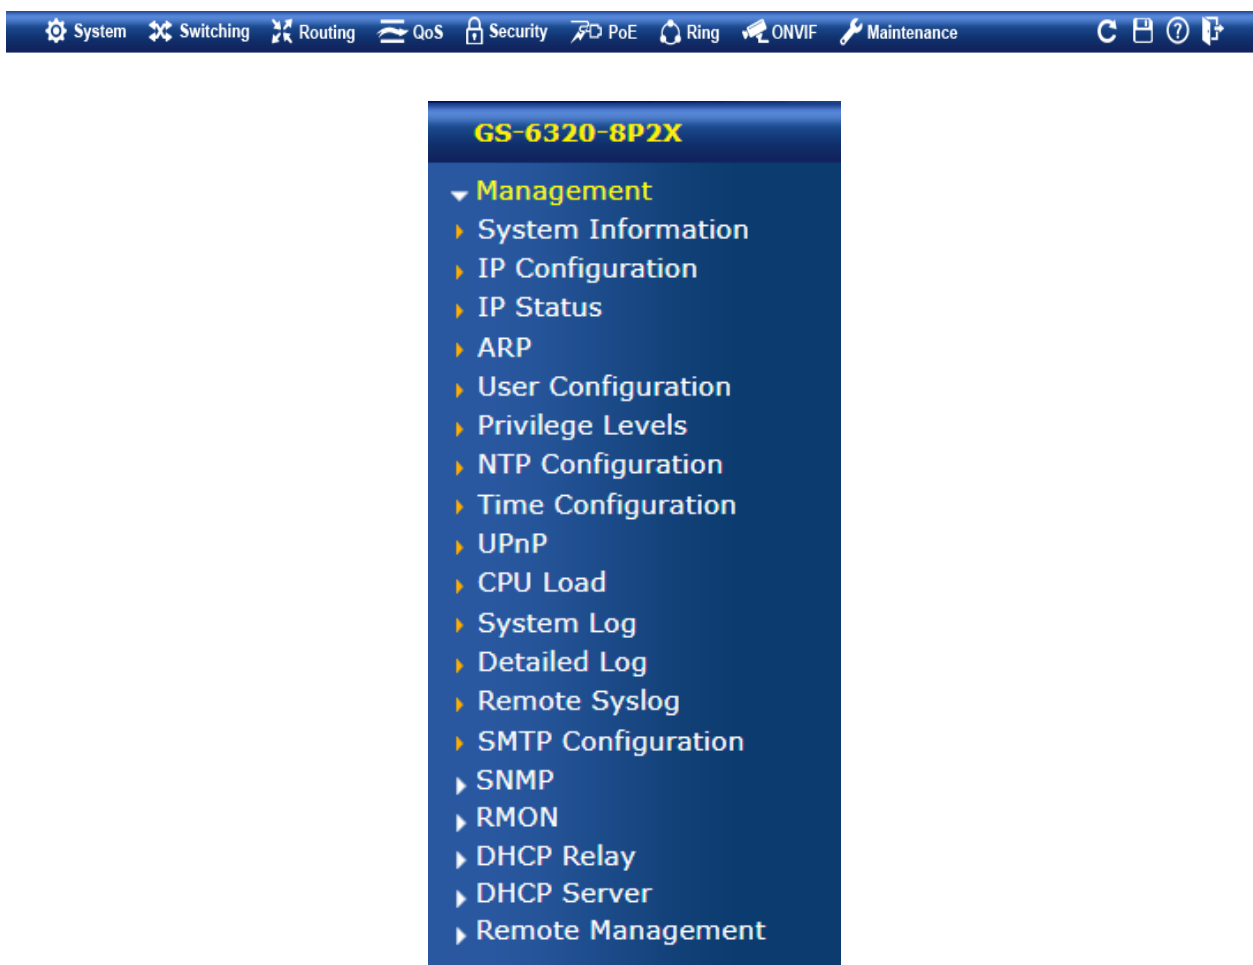 System Switching Routing QoS Security PoE Ring ONVIF Maintenance
GS-6320-8P2X
Management
System Information
IP Configuration
IP Status
ARP
User Configuration
Privilege Levels
NTP Configuration
Time Configuration
UPnP
CPU Load
System Log
Detailed Log
Remote Syslog
SMTP Configuration
SNMP
RMON
DHCP Relay
DHCP Server
Remote Management